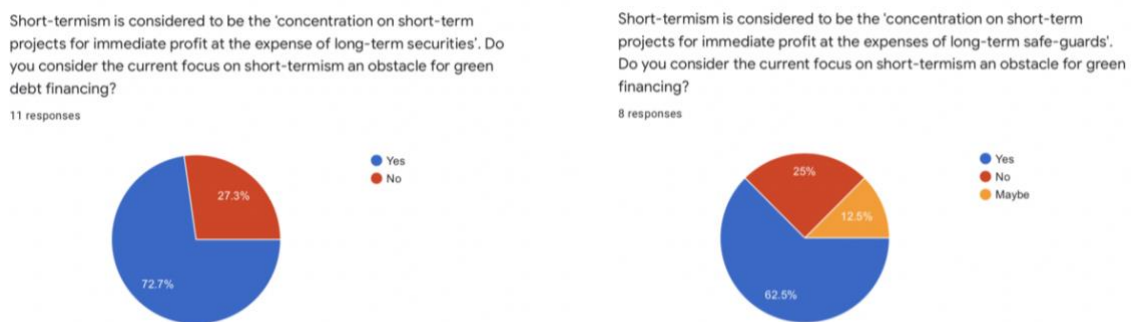 Short-termism is considered to be the 'concentration on short-term
projects for immediate profit at the expense of long-term securities'. Do
you consider the current focus on short-termism an obstacle for green
debt financing?
11 responses
Yes
No
27.3%
72.7%
Short-termism is considered to be the 'concentration on short-term
projects for immediate profit at the expenses of long-term safe-guards'.
Do you consider the current focus on short-termism an obstacle for green
financing?
8 responses
Yes
No
Maybe
25%
12.5%
62.5%